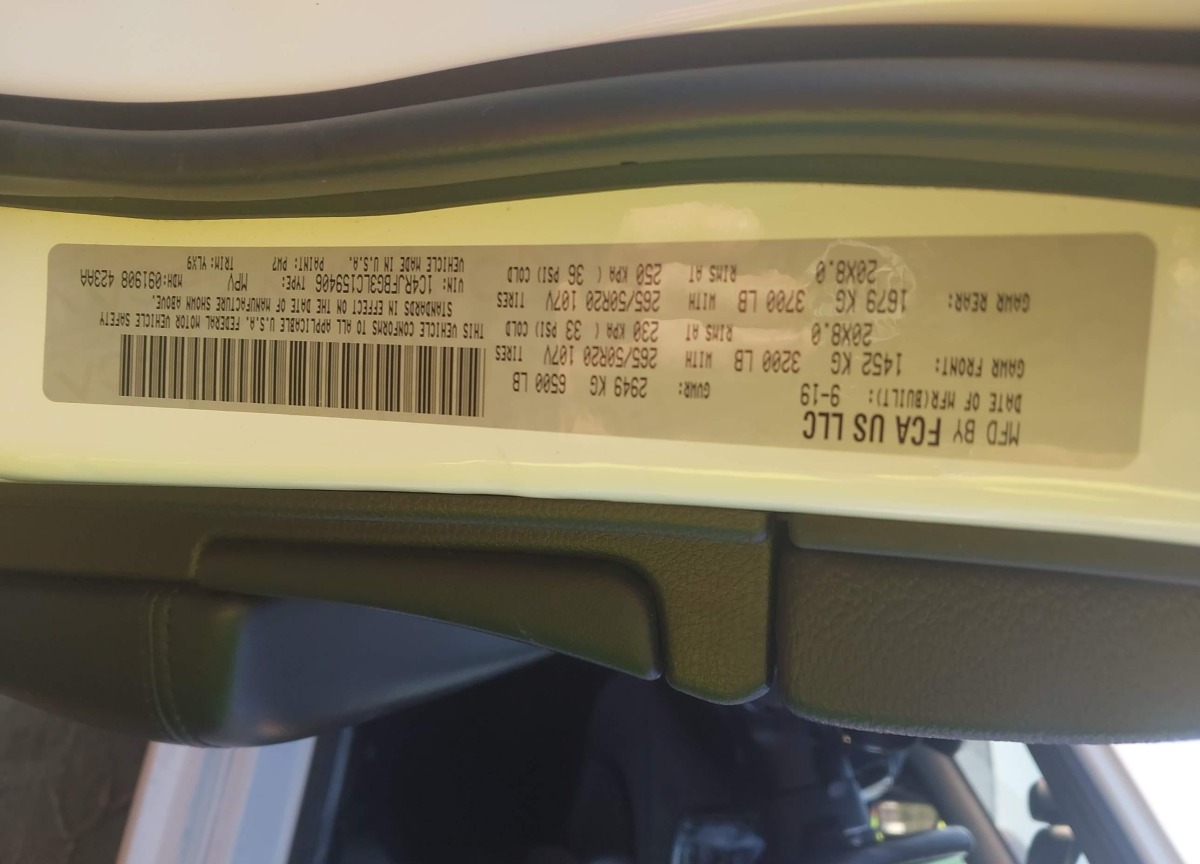 MFD BY FCA US LLC
DATE OF MFR(BUILT): 9-19 GVWR: 2949 KG 6500 LB
GAWR FRONT: 1452 KG 3200 LB WITH 265/50R20 107V TIRES
20X8.0 RIMS AT 230 KPA ( 33 PSI) COLD
GAWR REAR: 1679 KG 3700 LB WITH 265/50R20 107V TIRES
20X8.0 RIMS AT 250 KPA ( 36 PSI) COLD
THIS VEHICLE CONFORMS TO ALL APPLICABLE U.S.A. FEDERAL MOTOR VEHICLE SAFETY
STANDARDS IN EFFECT ON THE DATE OF MANUFACTURE SHOWN ABOVE.
VIN: 1C4RJFBG3LC159406 TYPE: MPV MDH:091908 423AA
VEHICLE MADE IN U.S.A. PAINT: PW7 TRIM: VLX9